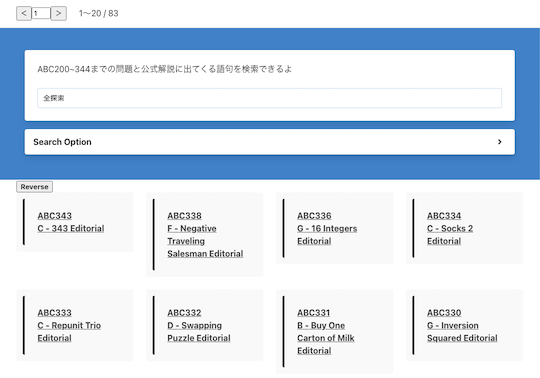 < 1 > 1〜20 / 83
ABC200~344までの問題と公式解説に出てくる語句を検索できるよ
全探索
Search Option >
Reverse
ABC343
C - 343 Editorial
ABC338
F - Negative
Traveling
Salesman Editorial
ABC336
G - 16 Integers
Editorial
ABC334
C - Socks 2
Editorial
ABC333
C - Repunit Trio
Editorial
ABC332
D - Swapping
Puzzle Editorial
ABC331
B - Buy One
Carton of Milk
Editorial
ABC330
G - Inversion
Squared Editorial